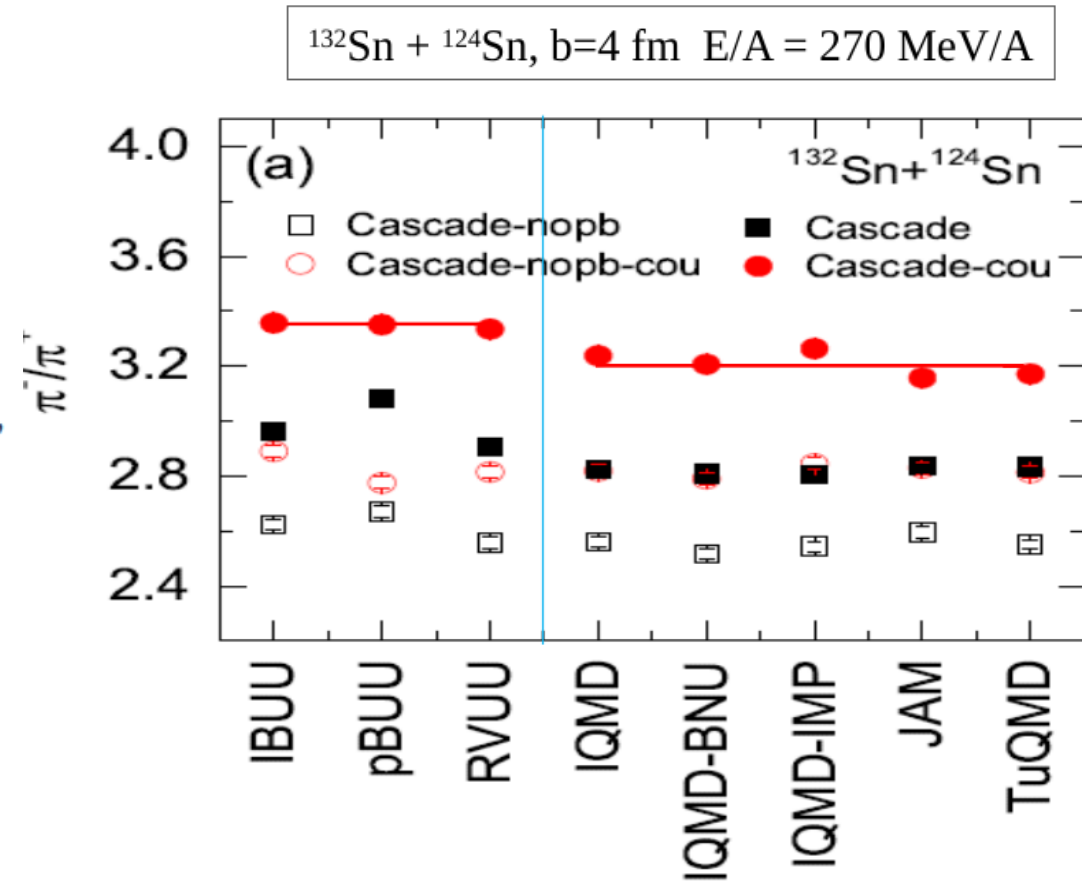 ¹³²Sn + ¹²⁴Sn, b=4 fm E/A = 270 MeV/A
(a) ¹³²Sn+¹²⁴Sn
Cascade-nopb Cascade
Cascade-nopb-cou Cascade-cou
4.0
3.6
3.2
2.8
2.4
π⁻/π⁺
IBUU
pBUU
RVUU
IQMD
IQMD-BNU
IQMD-IMP
JAM
TuQMD